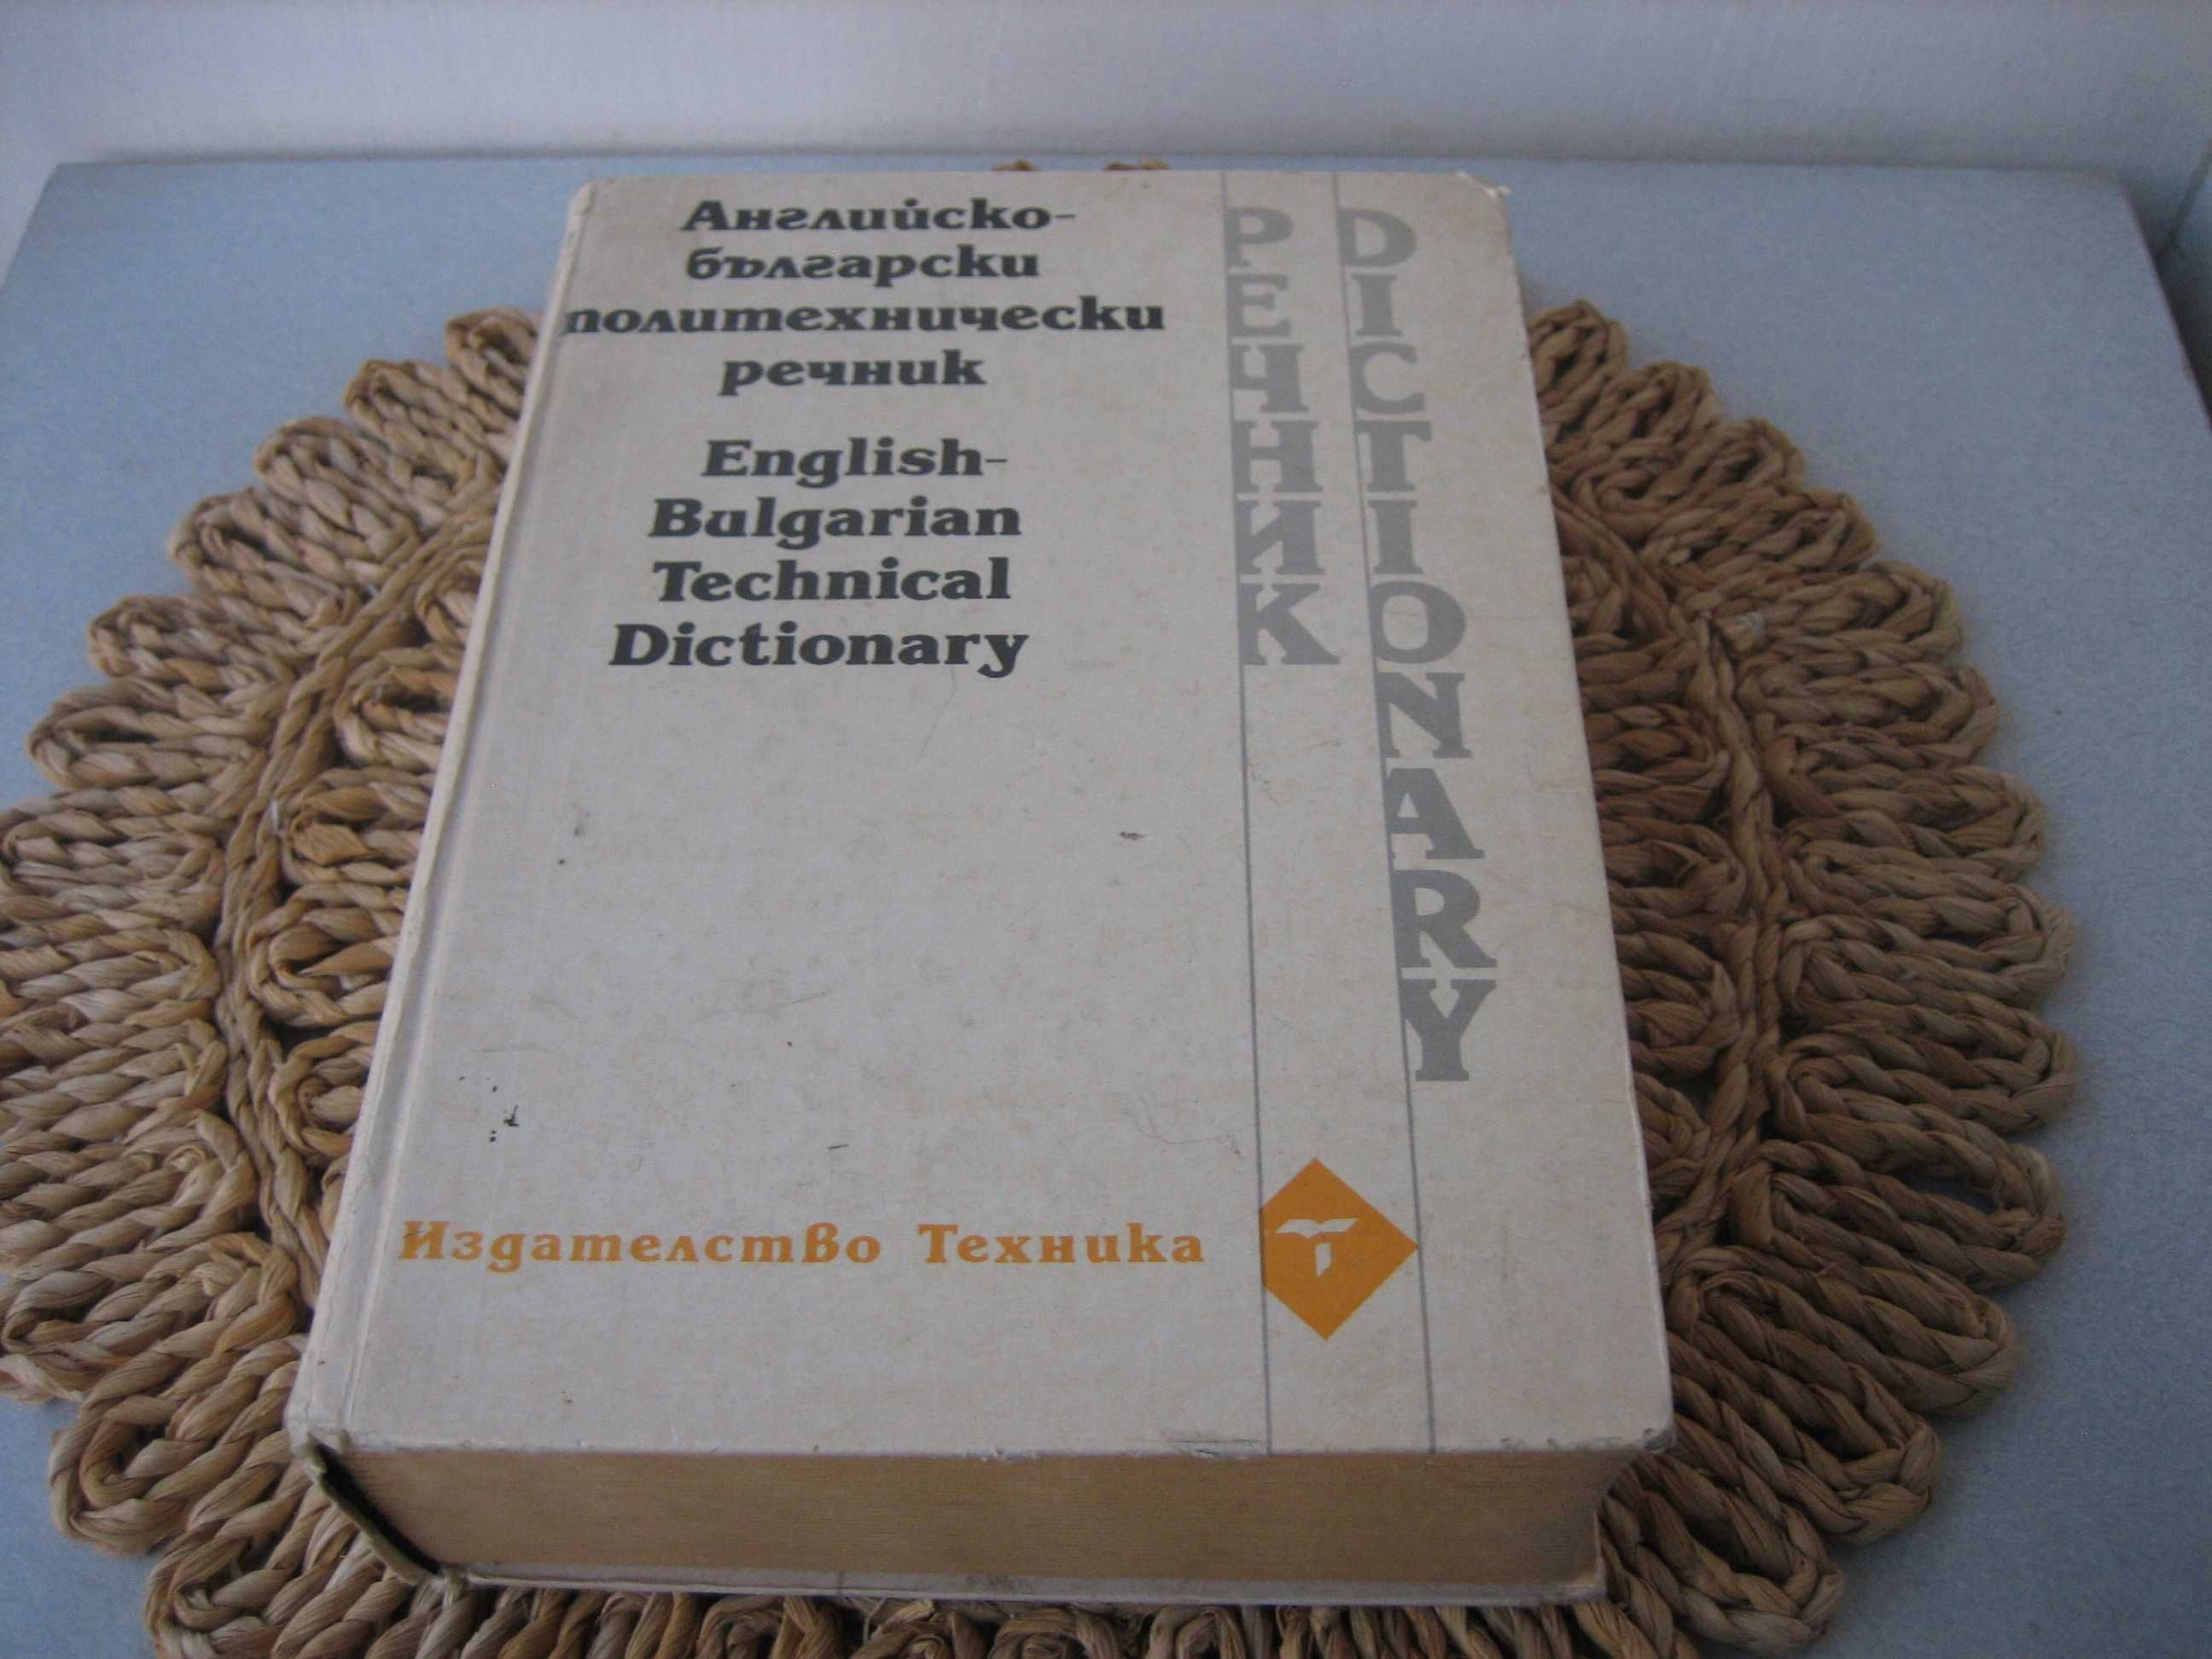 Английско-
български
политехнически
речник
English-
Bulgarian
Technical
Dictionary
РЕЧНИК
DICTIONARY
Издателство Техника